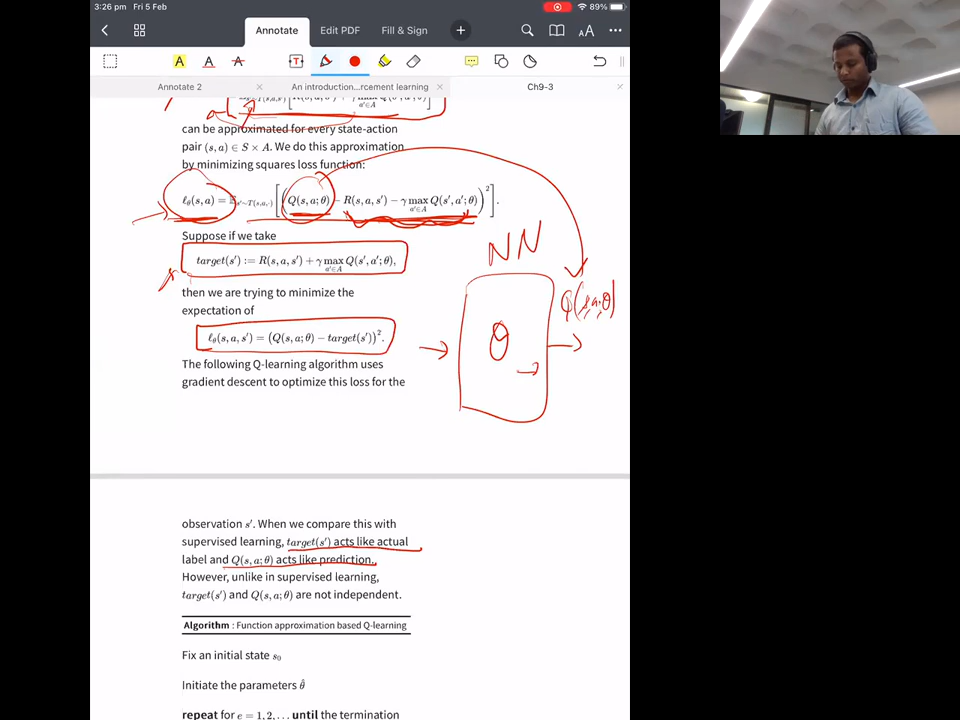 3:26 pm Fri 5 Feb
89%
Annotate
Edit PDF
Fill & Sign
Annotate 2
An introduction...rcement learning
Ch9-3
can be approximated for every state-action
pair (s, a) ∈ S × A. We do this approximation
by minimizing squares loss function:
ℓ_θ(s, a) = 𝔼_{s'∼T(s,a,·)} [(Q(s, a; θ) − R(s, a, s') − γ max_{a'∈A} Q(s', a'; θ))²].
Suppose if we take
target(s') := R(s, a, s') + γ max_{a'∈A} Q(s', a'; θ),
NN
then we are trying to minimize the
expectation of
Q(s,a;θ)
ℓ_θ(s, a, s') = (Q(s, a; θ) − target(s'))².
θ
The following Q-learning algorithm uses
gradient descent to optimize this loss for the
observation s'. When we compare this with
supervised learning, target(s') acts like actual
label and Q(s, a; θ) acts like prediction.
However, unlike in supervised learning,
target(s') and Q(s, a; θ) are not independent.
Algorithm : Function approximation based Q-learning
Fix an initial state s₀
Initiate the parameters θ̂
repeat for e = 1, 2, … until the termination